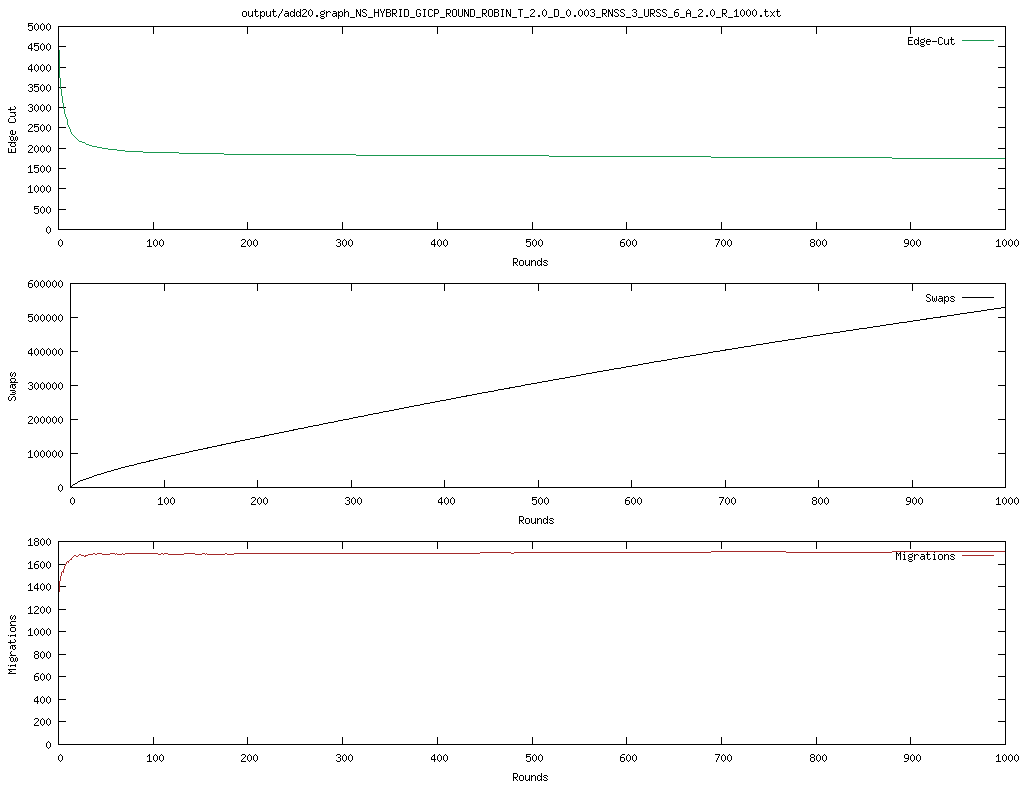 output/add20.graph_NS_HYBRID_GICP_ROUND_ROBIN_T_2.0_D_0.003_RNSS_3_URSS_6_A_2.0_R_1000.txt
Edge-Cut
5000
4500
4000
3500
3000
2500
2000
1500
1000
500
0
Edge Cut
0 100 200 300 400 500 600 700 800 900 1000
Rounds
Swaps
600000
500000
400000
300000
200000
100000
0
Swaps
0 100 200 300 400 500 600 700 800 900 1000
Rounds
Migrations
1800
1600
1400
1200
1000
800
600
400
200
0
Migrations
0 100 200 300 400 500 600 700 800 900 1000
Rounds